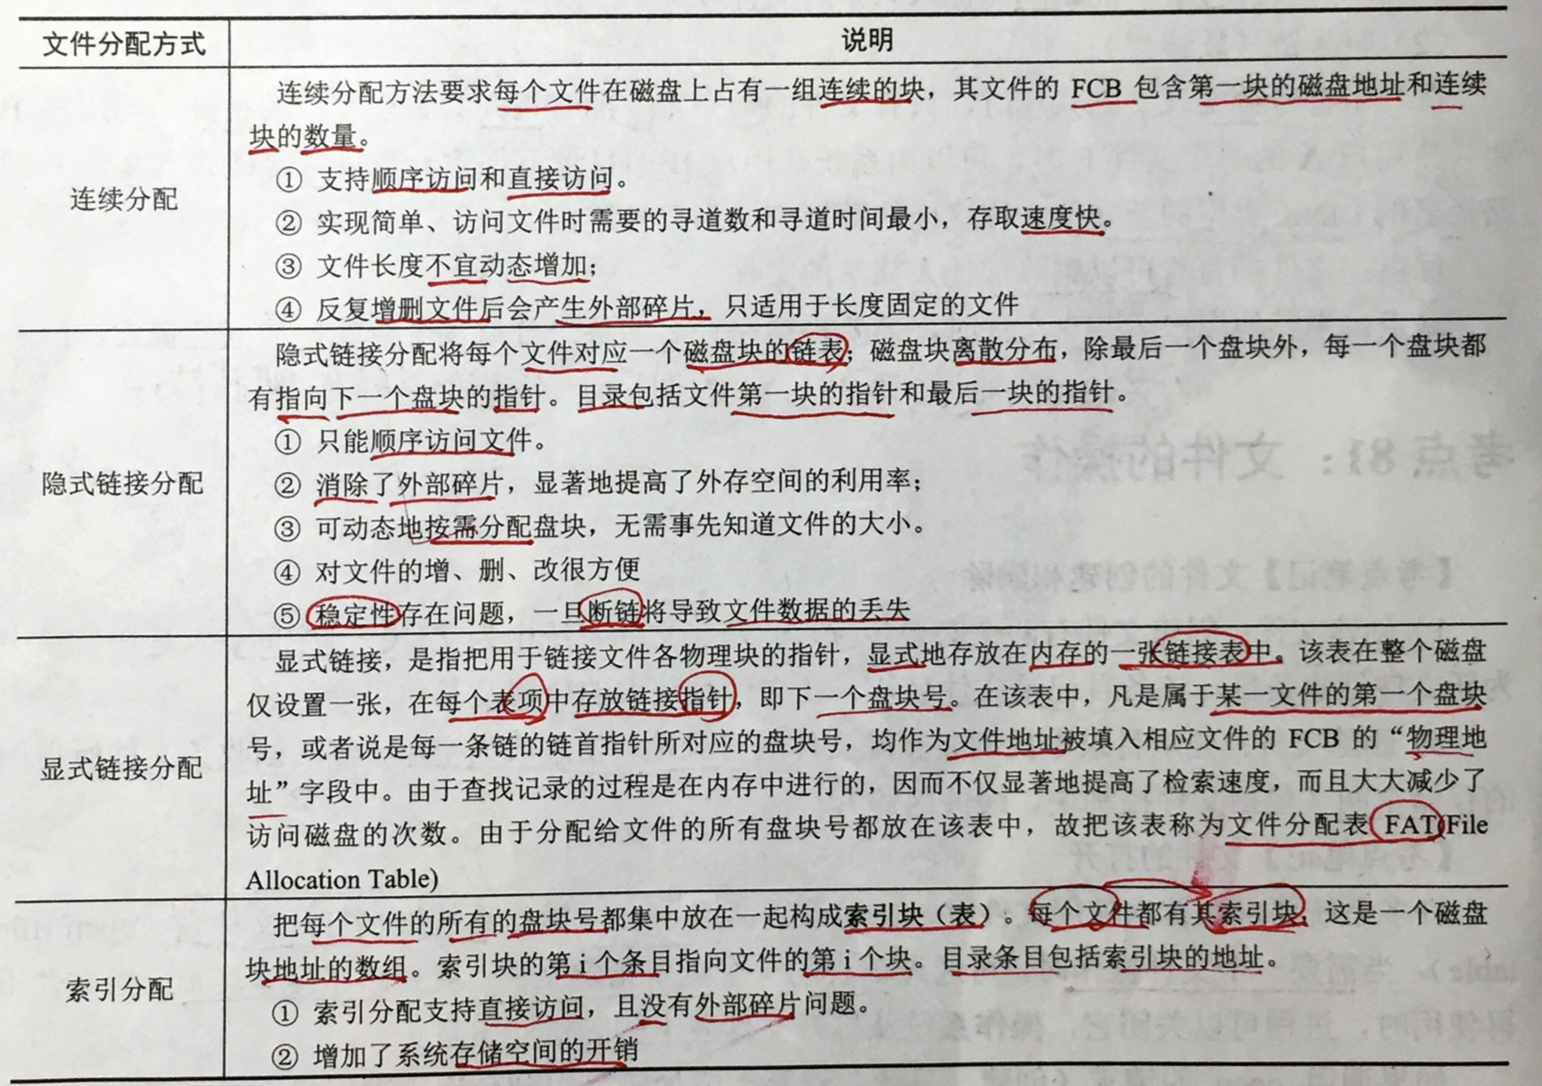 文件分配方式 说明
连续分配方法要求每个文件在磁盘上占有一组连续的块，其文件的 FCB 包含第一块的磁盘地址和连续
块的数量。
① 支持顺序访问和直接访问。
连续分配
② 实现简单、访问文件时需要的寻道数和寻道时间最小，存取速度快。
③ 文件长度不宜动态增加；
④ 反复增删文件后会产生外部碎片，只适用于长度固定的文件
隐式链接分配将每个文件对应一个磁盘块的链表；磁盘块离散分布，除最后一个盘块外，每一个盘块都
有指向下一个盘块的指针。目录包括文件第一块的指针和最后一块的指针。
① 只能顺序访问文件。
隐式链接分配
② 消除了外部碎片，显著地提高了外存空间的利用率；
③ 可动态地按需分配盘块，无需事先知道文件的大小。
④ 对文件的增、删、改很方便
⑤ 稳定性存在问题，一旦断链将导致文件数据的丢失
显式链接，是指把用于链接文件各物理块的指针，显式地存放在内存的一张链接表中。该表在整个磁盘
仅设置一张，在每个表项中存放链接指针，即下一个盘块号。在该表中，凡是属于某一文件的第一个盘块
号，或者说是每一条链的链首指针所对应的盘块号，均作为文件地址被填入相应文件的 FCB 的“物理地
显式链接分配
址”字段中。由于查找记录的过程是在内存中进行的，因而不仅显著地提高了检索速度，而且大大减少了
访问磁盘的次数。由于分配给文件的所有盘块号都放在该表中，故把该表称为文件分配表 FAT(File
Allocation Table)
把每个文件的所有的盘块号都集中放在一起构成索引块（表）。每个文件都有其索引块，这是一个磁盘
块地址的数组。索引块的第 i 个条目指向文件的第 i 个块。目录条目包括索引块的地址。
索引分配
① 索引分配支持直接访问，且没有外部碎片问题。
② 增加了系统存储空间的开销
考点 81：文件的操作
【考点笔记】文件的创建和删除